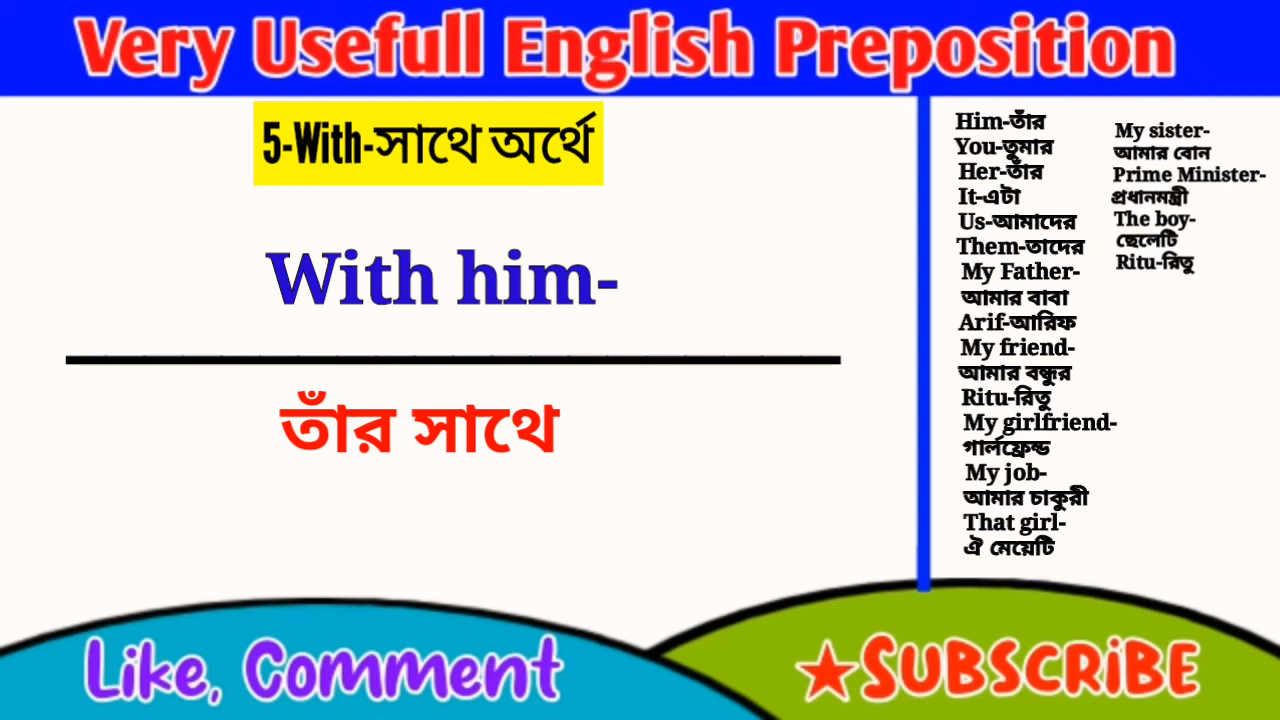 Very Usefull English Preposition
5-With-সাথে অর্থে
With him-
তাঁর সাথে
Him-তাঁর
You-তুমার
Her-তাঁর
It-এটা
Us-আমাদের
Them-তাদের
My Father-
আমার বাবা
Arif-আরিফ
My friend-
আমার বন্ধুর
Ritu-রিতু
My girlfriend-
গার্লফ্রেন্ড
My job-
আমার চাকুরী
That girl-
ঐ মেয়েটি
My sister-
আমার বোন
Prime Minister-
প্রধানমন্ত্রী
The boy-
ছেলেটি
Ritu-রিতু
Like, Comment
★SUBSCRiBE